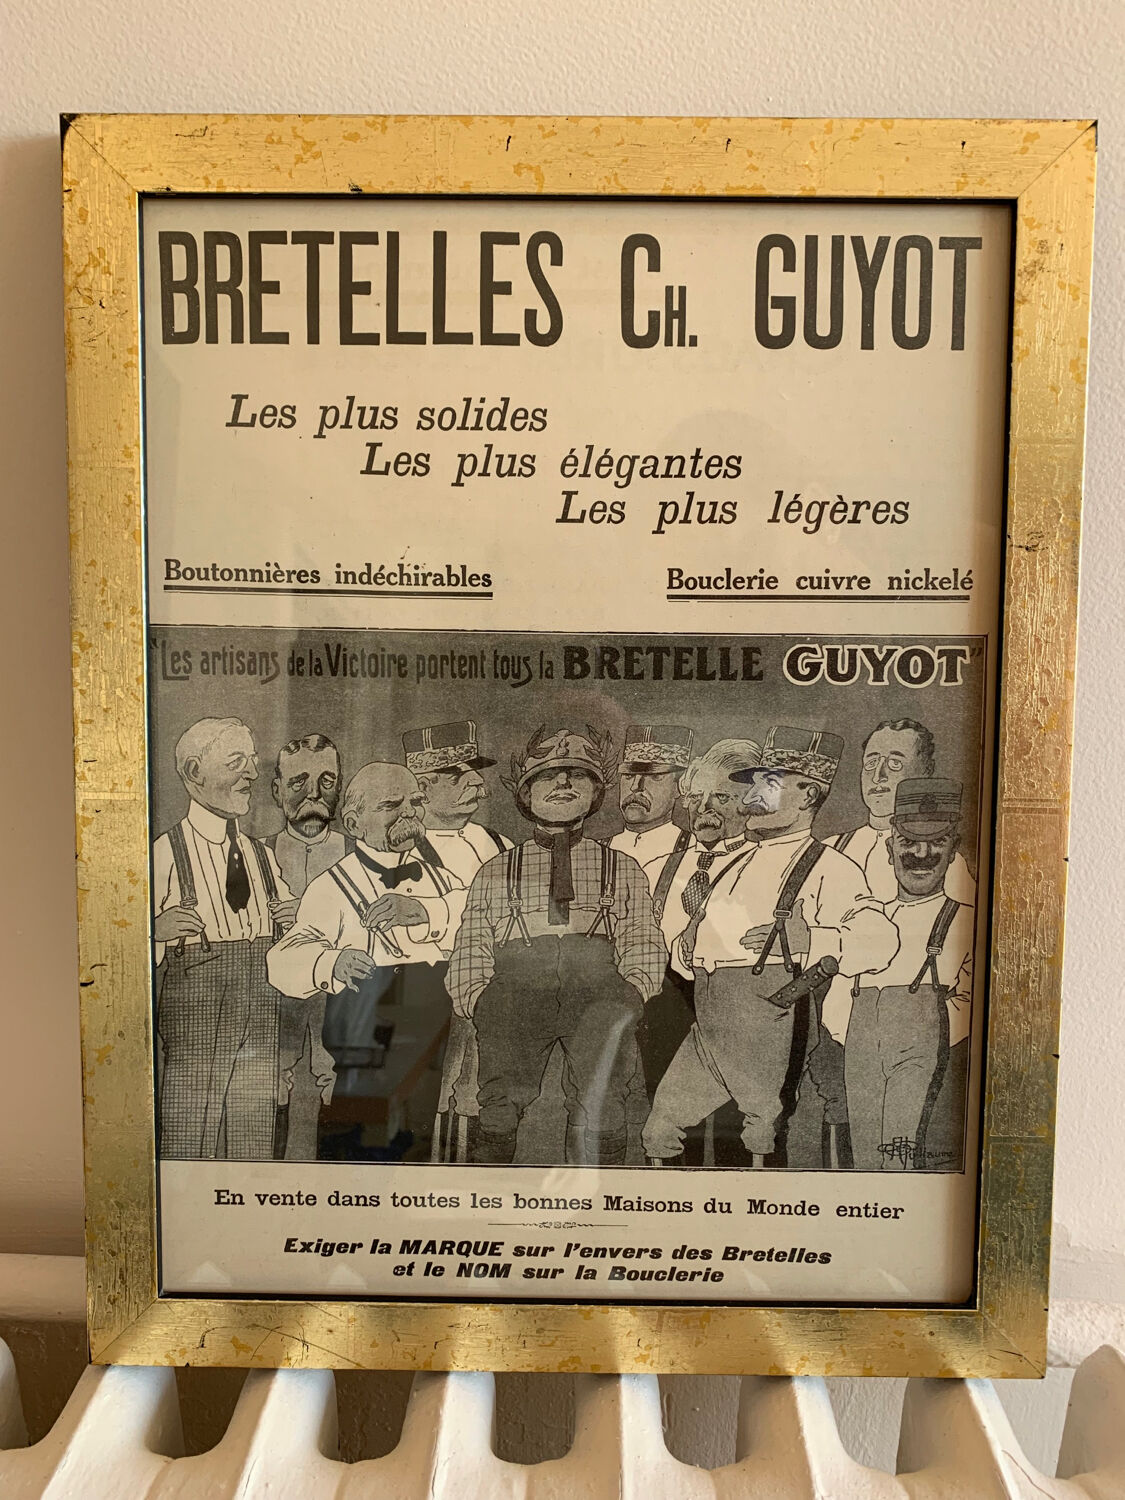 BRETELLES CH. GUYOT
Les plus solides
Les plus élégantes
Les plus légères
Boutonnières indéchirables
Bouclerie cuivre nickelé
"Les artisans de la Victoire portent tous la BRETELLE GUYOT"
En vente dans toutes les bonnes Maisons du Monde entier
Exiger la MARQUE sur l'envers des Bretelles
et le NOM sur la Bouclerie